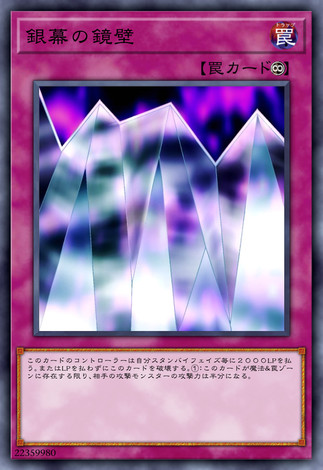 銀幕の鏡壁
トラップ
罠
【罠カード∞】
このカードのコントローラーは自分スタンバイフェイズ毎に２０００LPを払
う。またはLPを払わずにこのカードを破壊する。①：このカードが魔法&罠ゾー
ンに存在する限り、相手の攻撃モンスターの攻撃力は半分になる。
22359980